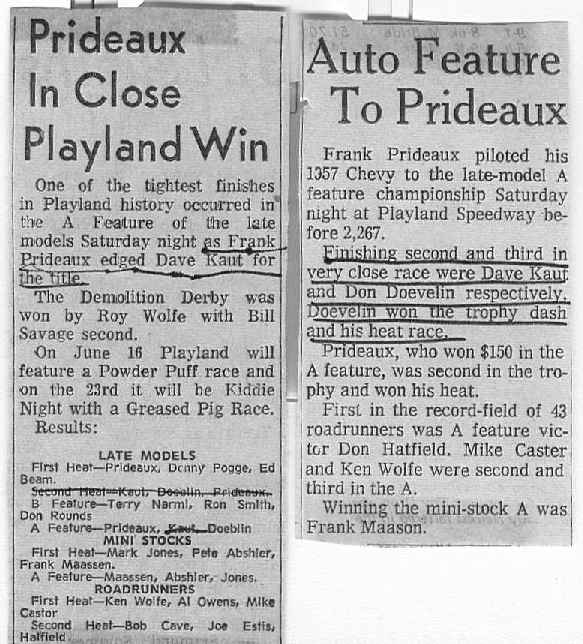 Prideaux
In Close
Playland Win
One of the tightest finishes
in Playland history occurred in
the A Feature of the late
models Saturday night as Frank
Prideaux edged Dave Kaut for
the title.
The Demolition Derby was
won by Roy Wolfe with Bill
Savage second.
On June 16 Playland will
feature a Powder Puff race and
on the 23rd it will be Kiddie
Night with a Greased Pig Race.
Results:
LATE MODELS
First Heat—Prideaux, Denny Pogge, Ed
Beam.
Second Heat—Kaut, Doeblin, Prideaux.
B Feature—Terry Narmi, Ron Smith,
Don Rounds
A Feature—Prideaux, Kaut, Doeblin
MINI STOCKS
First Heat—Mark Jones, Pete Abshier,
Frank Maassen.
A Feature—Maassen, Abshier, Jones.
ROADRUNNERS
First Heat—Ken Wolfe, Al Owens, Mike
Castor
Second Heat—Bob Cave, Joe Estis,
Hatfield
Auto Feature
To Prideaux
Frank Prideaux piloted his
1357 Chevy to the late-model A
feature championship Saturday
night at Playland Speedway be-
fore 2,267.
Finishing second and third in
very close race were Dave Kaut
and Don Doevelin respectively.
Doevelin won the trophy dash
and his heat race.
Prideaux, who won $150 in the
A feature, was second in the tro-
phy and won his heat.
First in the record-field of 43
roadrunners was A feature vic-
tor Don Hatfield. Mike Caster
and Ken Wolfe were second and
third in the A.
Winning the mini-stock A was
Frank Maason.